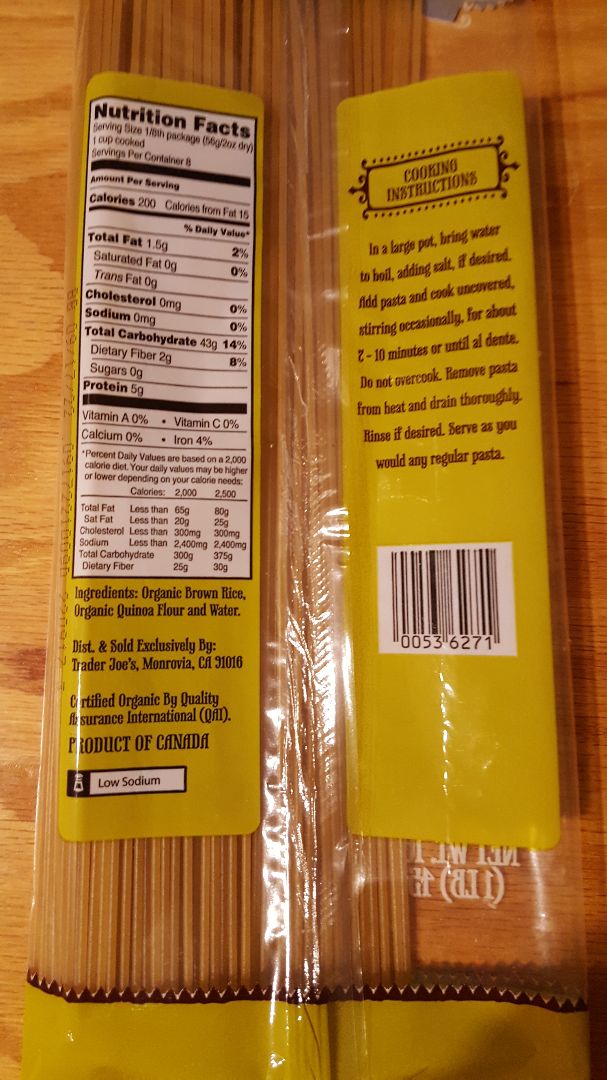 Nutrition Facts
Serving Size 1/8th package (56g/2oz dry)
1 cup cooked
Servings Per Container 8
Amount Per Serving
Calories 200 Calories from Fat 15
% Daily Value*
Total Fat 1.5g 2%
Saturated Fat 0g 0%
Trans Fat 0g
Cholesterol 0mg 0%
Sodium 0mg 0%
Total Carbohydrate 43g 14%
Dietary Fiber 2g 8%
Sugars 0g
Protein 5g
Vitamin A 0% • Vitamin C 0%
Calcium 0% • Iron 4%
*Percent Daily Values are based on a 2,000
calorie diet. Your daily values may be higher
or lower depending on your calorie needs:
Calories: 2,000 2,500
Total Fat Less than 65g 80g
Sat Fat Less than 20g 25g
Cholesterol Less than 300mg 300mg
Sodium Less than 2,400mg 2,400mg
Total Carbohydrate 300g 375g
Dietary Fiber 25g 30g
Ingredients: Organic Brown Rice,
Organic Quinoa Flour and Water.
Dist. & Sold Exclusively By:
Trader Joe's, Monrovia, CA 91016
Certified Organic By Quality
Assurance International (QAI).
PRODUCT OF CANADA
Low Sodium
COOKING
INSTRUCTIONS
In a large pot, bring water
to boil, adding salt, if desired.
Add pasta and cook uncovered,
stirring occasionally, for about
7 - 10 minutes or until al dente.
Do not overcook. Remove pasta
from heat and drain thoroughly.
Rinse if desired. Serve as you
would any regular pasta.
0053 6271
NET WT.
(1LB)